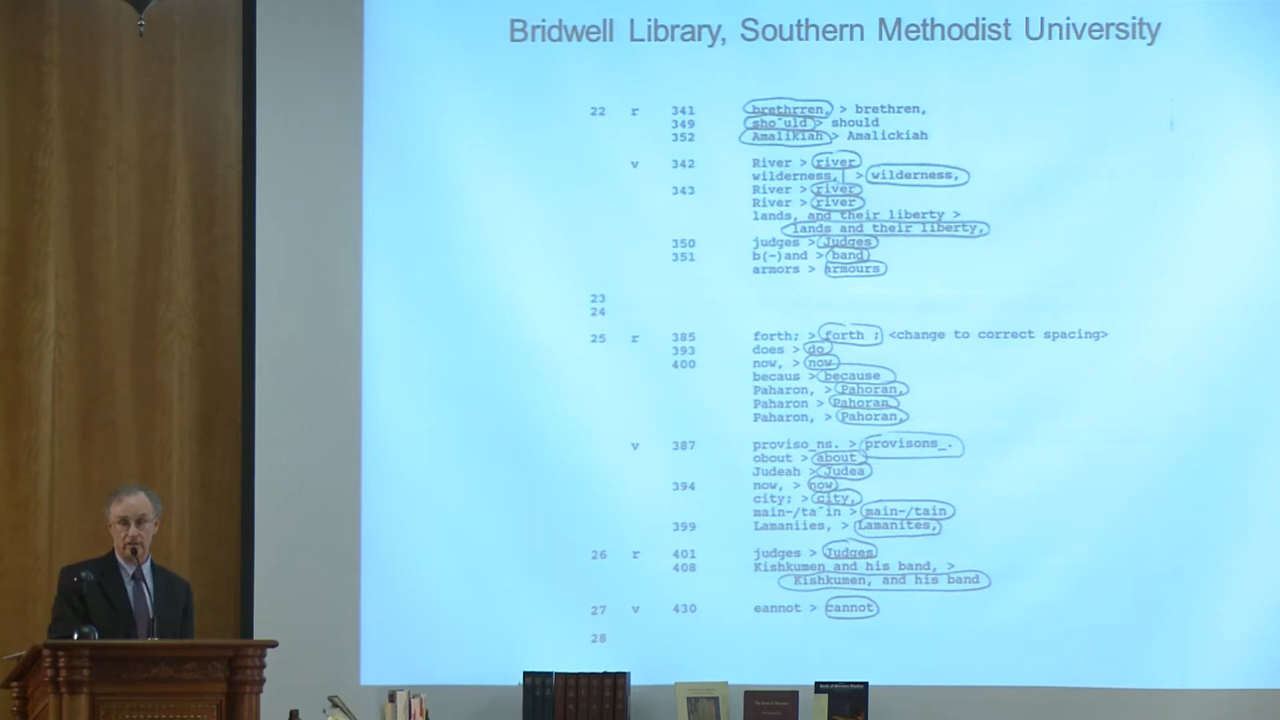 Bridwell Library, Southern Methodist University
22 r 341 brethrren, > brethren,
349 sho˘uld > should
352 Amalikiah > Amalickiah
v 342 River > river
wilderness,| > wilderness,
343 River > river
River > river
lands, and their liberty >
lands and their liberty,
350 judges > Judges
351 b(-)and > band
armors > armours
23
24
25 r 385 forth; > forth ; <change to correct spacing>
393 does > do
400 now, > now
becaus > because
Paharon, > Pahoran,
Paharon > Pahoran
Paharon, > Pahoran,
v 387 proviso_ns. > provisons_.
obout > about
Judeah > Judea
394 now, > now
city; > city,
main-/ta˘in > main-/tain
399 Lamaniies, > Lamanites,
26 r 401 judges > Judges
408 Kishkumen and his band, >
Kishkumen, and his band
27 v 430 eannot > cannot
28
The Book of Mormon